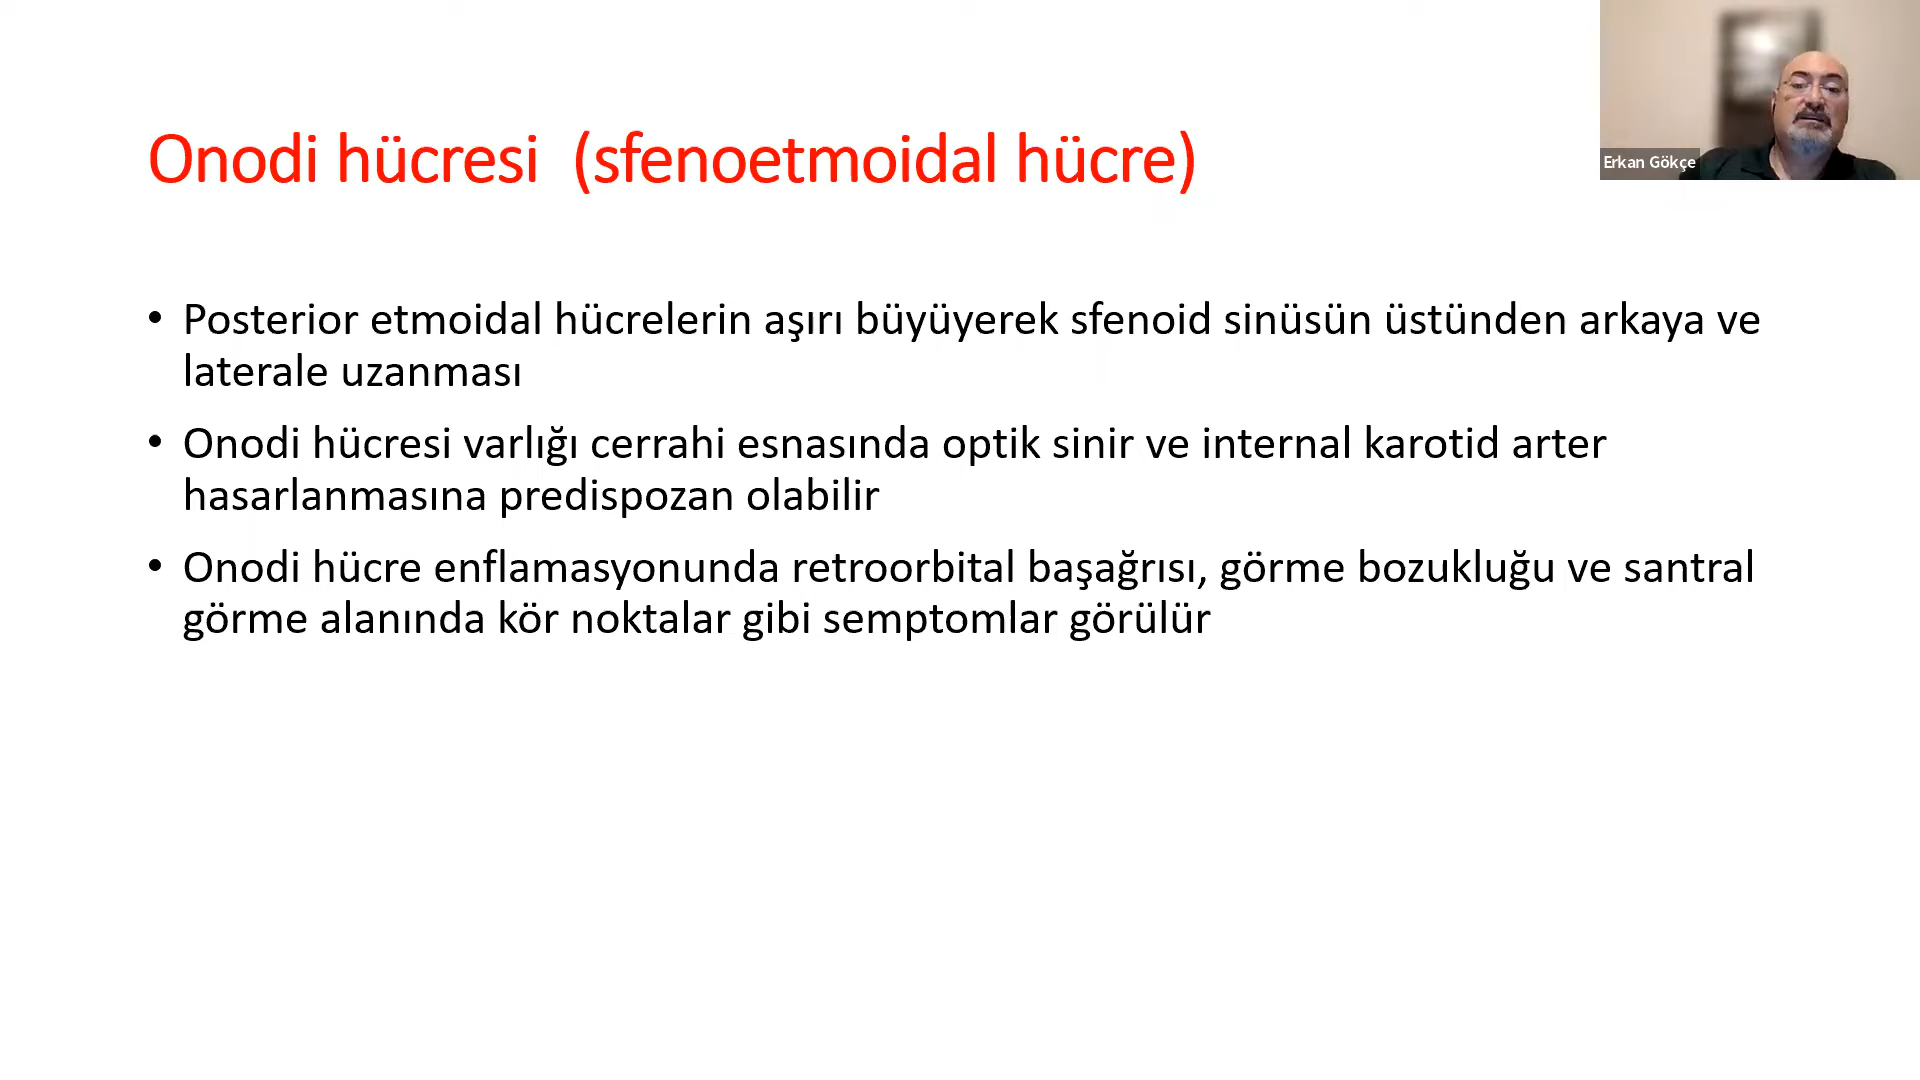 Erkan Gökçe
Onodi hücresi (sfenoetmoidal hücre)
• Posterior etmoidal hücrelerin aşırı büyüyerek sfenoid sinüsün üstünden arkaya ve
laterale uzanması
• Onodi hücresi varlığı cerrahi esnasında optik sinir ve internal karotid arter
hasarlanmasına predispozan olabilir
• Onodi hücre enflamasyonunda retroorbital başağrısı, görme bozukluğu ve santral
görme alanında kör noktalar gibi semptomlar görülür